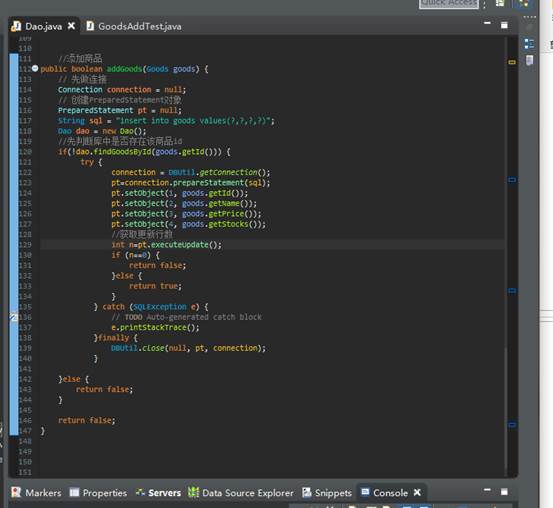 Quick Access
Dao.java
GoodsAddTest.java
109
110
111 //添加商品
112 public boolean addGoods(Goods goods) {
113 // 先做连接
114 Connection connection = null;
115 // 创建PreparedStatement对象
116 PreparedStatement pt = null;
117 String sql = "insert into goods values(?,?,?,?)";
118 Dao dao = new Dao();
119 //先判断库中是否存在该商品id
120 if(!dao.findGoodsById(goods.getId())) {
121 try {
122 connection = DBUtil.getConnection();
123 pt=connection.prepareStatement(sql);
124 pt.setObject(1, goods.getId());
125 pt.setObject(2, goods.getName());
126 pt.setObject(3, goods.getPrice());
127 pt.setObject(4, goods.getStocks());
128 //获取更新行数
129 int n=pt.executeUpdate();
130 if (n==0) {
131 return false;
132 }else {
133 return true;
134 }
135 } catch (SQLException e) {
136 // TODO Auto-generated catch block
137 e.printStackTrace();
138 }finally {
139 DBUtil.close(null, pt, connection);
140 }
141
142 }else {
143 return false;
144 }
145
146 return false;
147 }
148
149
150
151
Markers Properties Servers Data Source Explorer Snippets Console